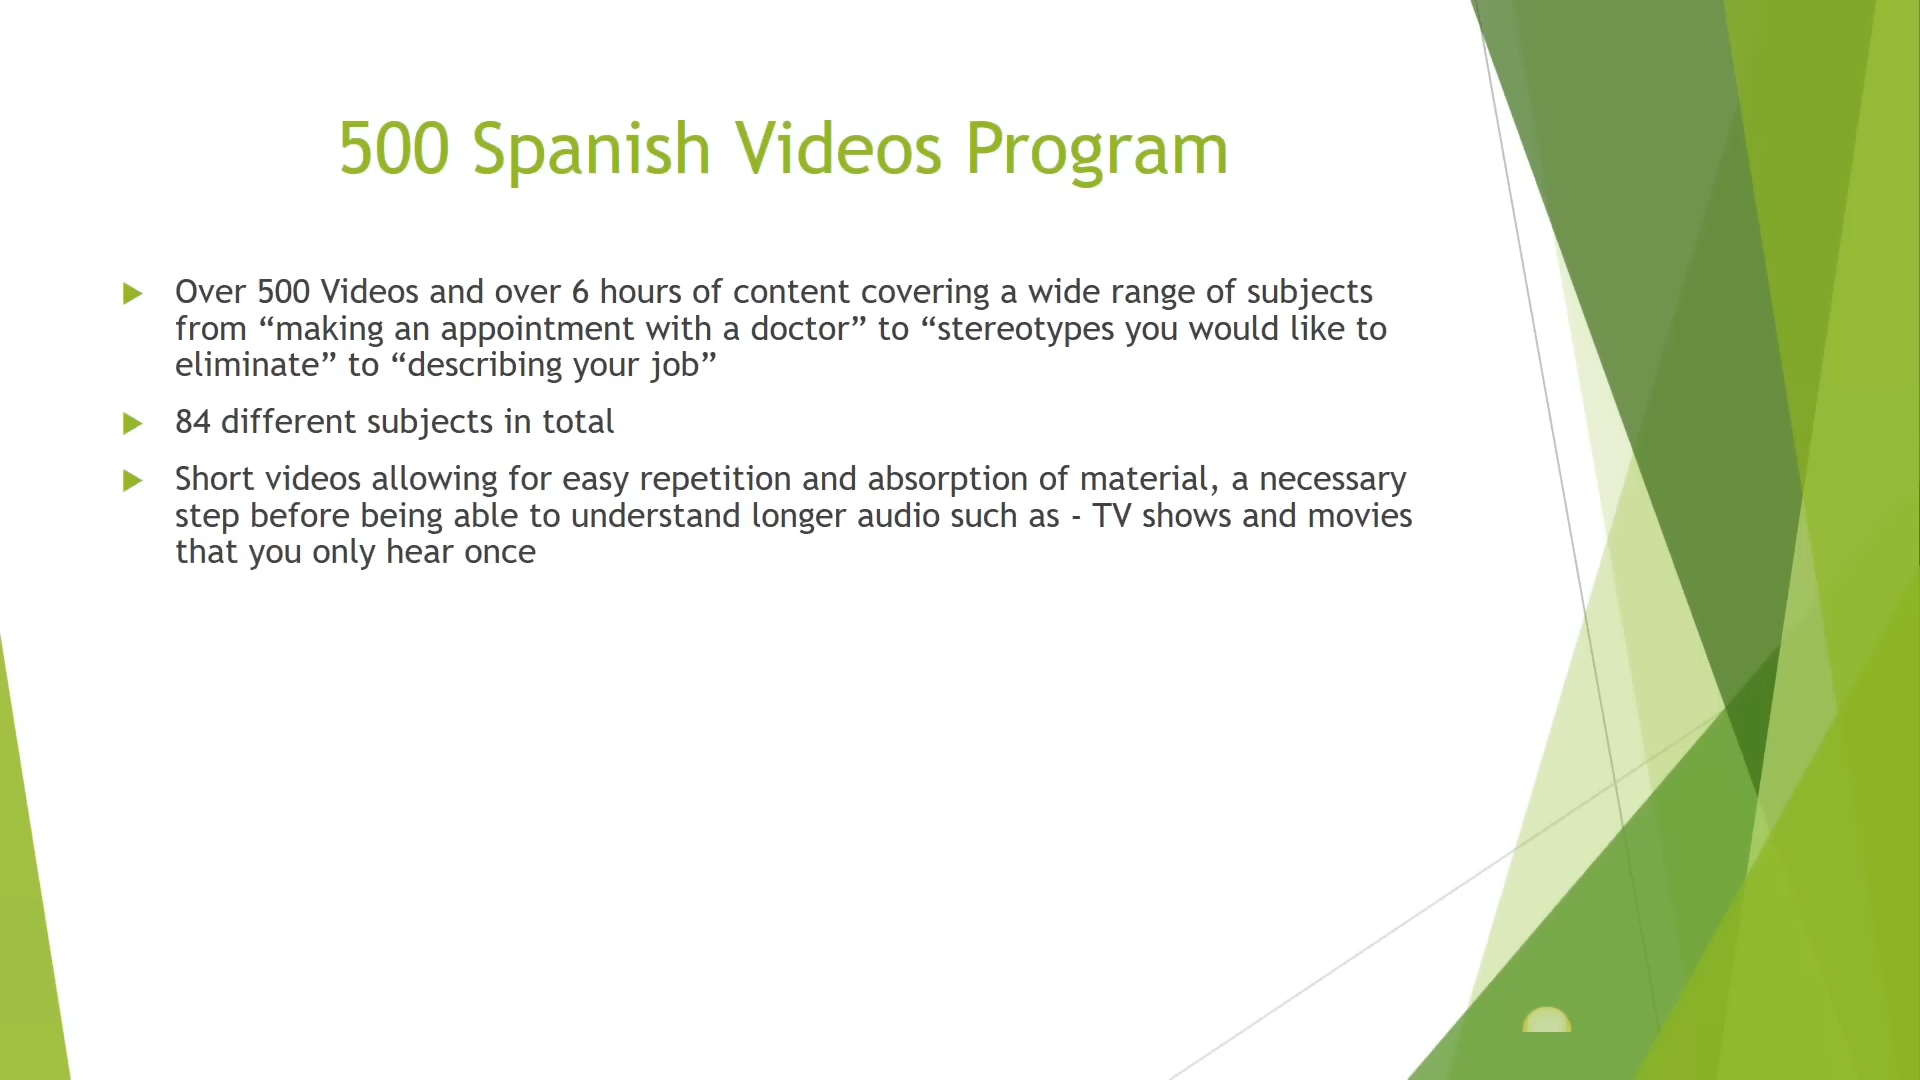 500 Spanish Videos Program
Over 500 Videos and over 6 hours of content covering a wide range of subjects
from “making an appointment with a doctor” to “stereotypes you would like to
eliminate” to “describing your job”
84 different subjects in total
Short videos allowing for easy repetition and absorption of material, a necessary
step before being able to understand longer audio such as - TV shows and movies
that you only hear once